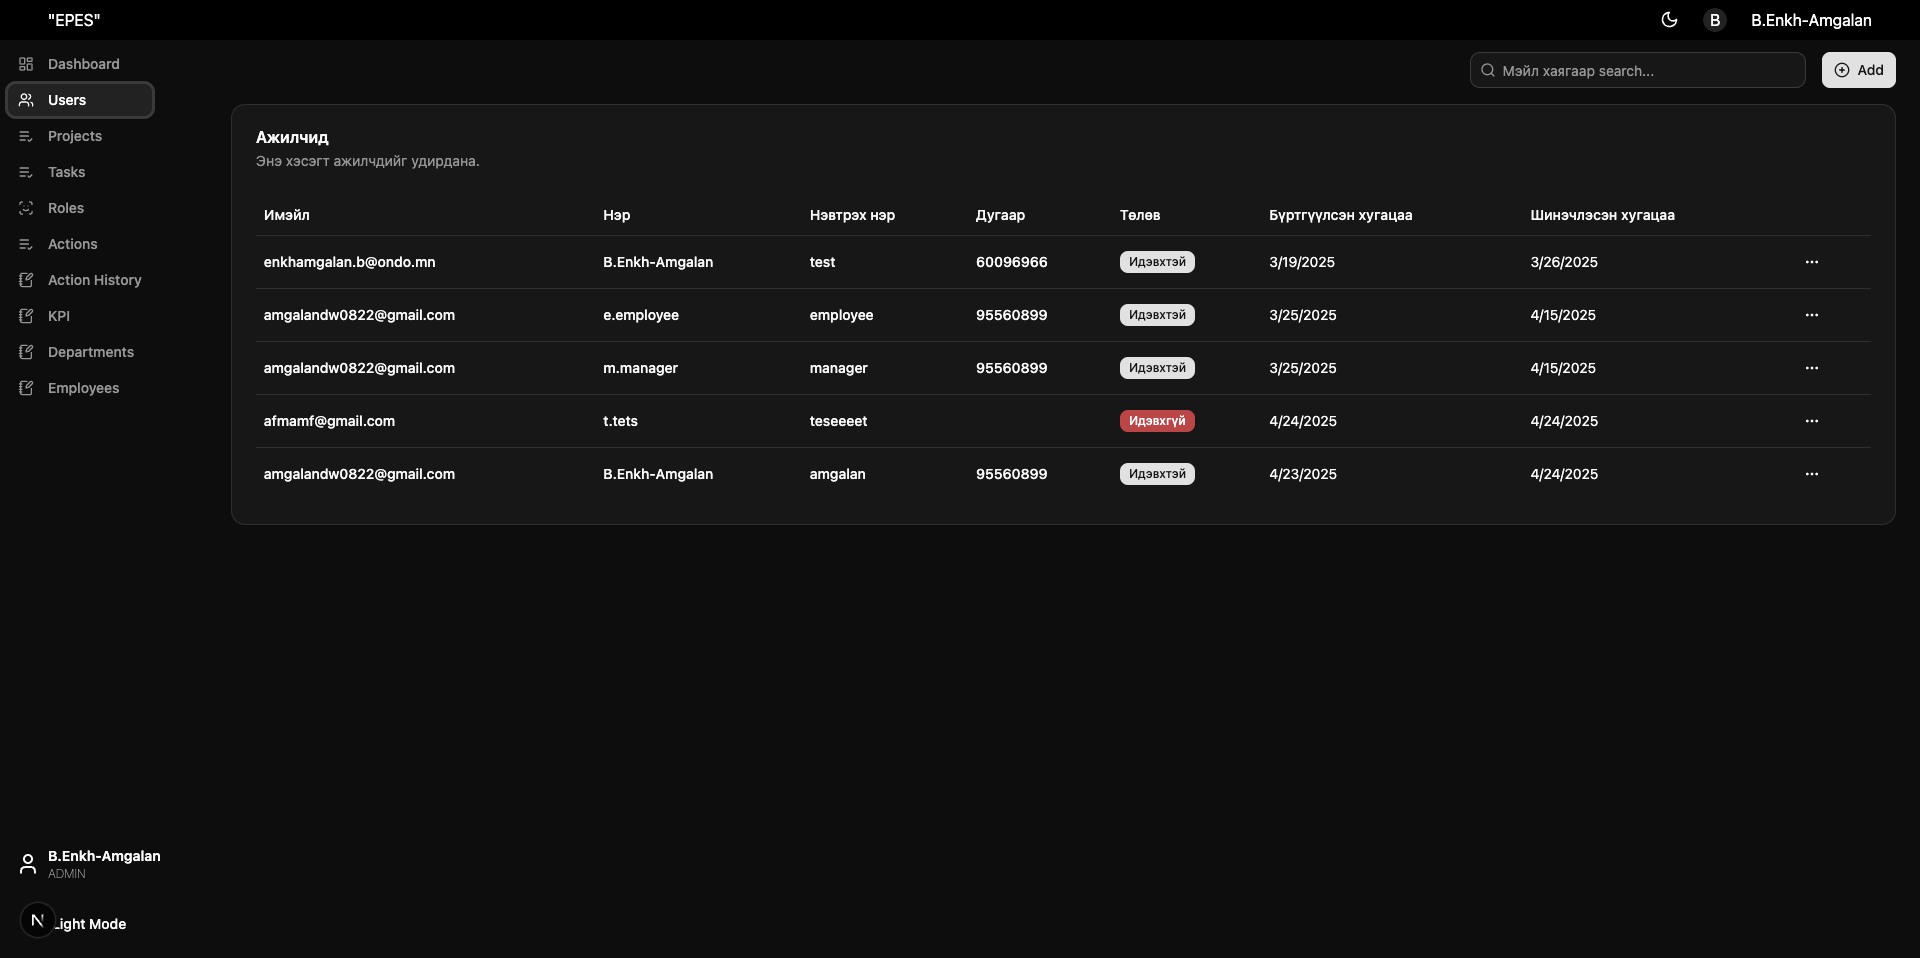 "EPES"
B
B.Enkh-Amgalan
Dashboard
Users
Projects
Tasks
Roles
Actions
Action History
KPI
Departments
Employees
Мэйл хаягаар search...
Add
Ажилчид
Энэ хэсэгт ажилчдийг удирдана.
Имэйл Нэр Нэвтрэх нэр Дугаар Төлөв Бүртгүүлсэн хугацаа Шинэчлэсэн хугацаа
enkhamgalan.b@ondo.mn B.Enkh-Amgalan test 60096966 Идэвхтэй 3/19/2025 3/26/2025
amgalandw0822@gmail.com e.employee employee 95560899 Идэвхтэй 3/25/2025 4/15/2025
amgalandw0822@gmail.com m.manager manager 95560899 Идэвхтэй 3/25/2025 4/15/2025
afmamf@gmail.com t.tets teseeeet Идэвхгүй 4/24/2025 4/24/2025
amgalandw0822@gmail.com B.Enkh-Amgalan amgalan 95560899 Идэвхтэй 4/23/2025 4/24/2025
B.Enkh-Amgalan
ADMIN
N
Light Mode